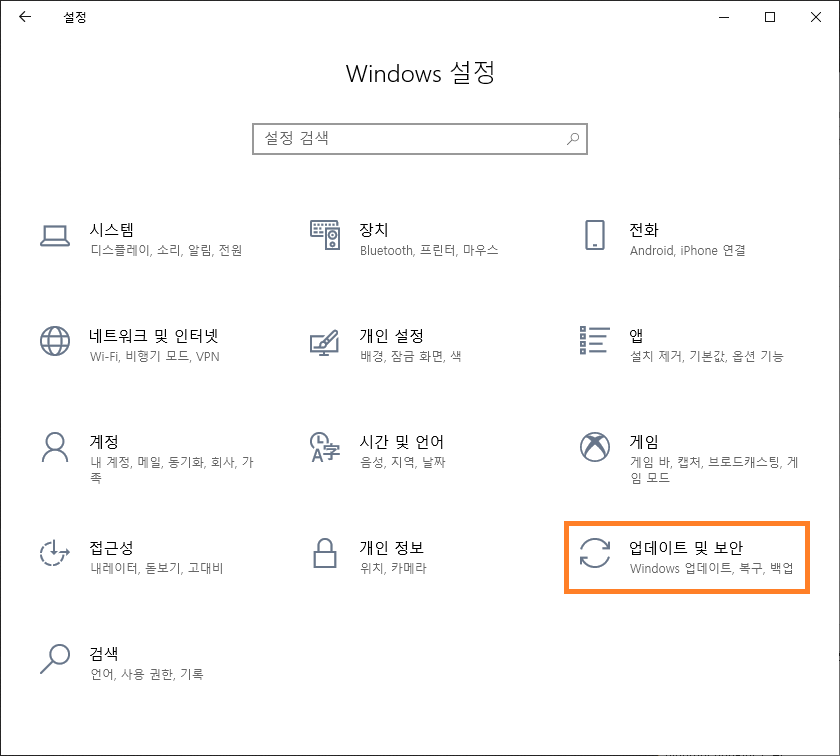 설정
Windows 설정
설정 검색
시스템
디스플레이, 소리, 알림, 전원
장치
Bluetooth, 프린터, 마우스
전화
Android, iPhone 연결
네트워크 및 인터넷
Wi-Fi, 비행기 모드, VPN
개인 설정
배경, 잠금 화면, 색
앱
설치 제거, 기본값, 옵션 기능
계정
내 계정, 메일, 동기화, 회사, 가
족
시간 및 언어
음성, 지역, 날짜
게임
게임 바, 캡처, 브로드캐스팅, 게
임 모드
접근성
내레이터, 돋보기, 고대비
개인 정보
위치, 카메라
업데이트 및 보안
Windows 업데이트, 복구, 백업
검색
언어, 사용 권한, 기록